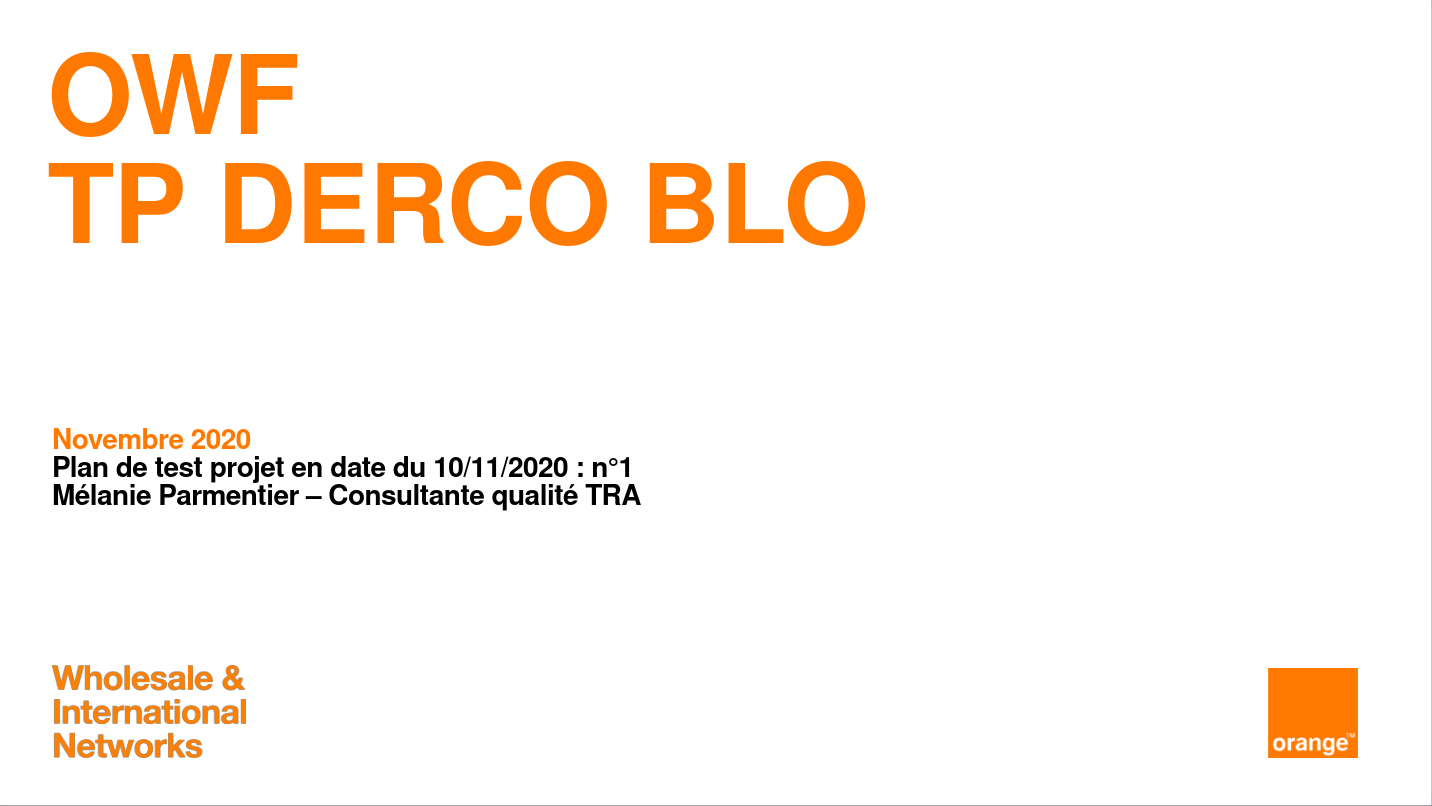 OWF
TP DERCO BLO
Novembre 2020
Plan de test projet en date du 10/11/2020 : n°1
Mélanie Parmentier – Consultante qualité TRA
Wholesale &
International
Networks
orange™